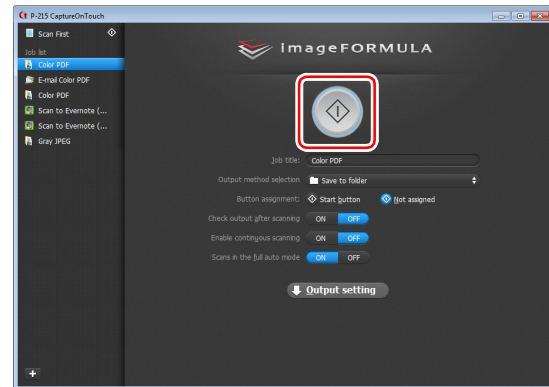 P-215 CaptureOnTouch
Scan First
Job list
Color PDF
E-mail Color PDF
Color PDF
Scan to Evernote (...
Scan to Evernote (...
Gray JPEG
imageFORMULA
Job title: Color PDF
Output method selection Save to folder
Button assignment: Start button Not assigned
Check output after scanning ON OFF
Enable continuous scanning ON OFF
Scans in the full auto mode ON OFF
Output setting